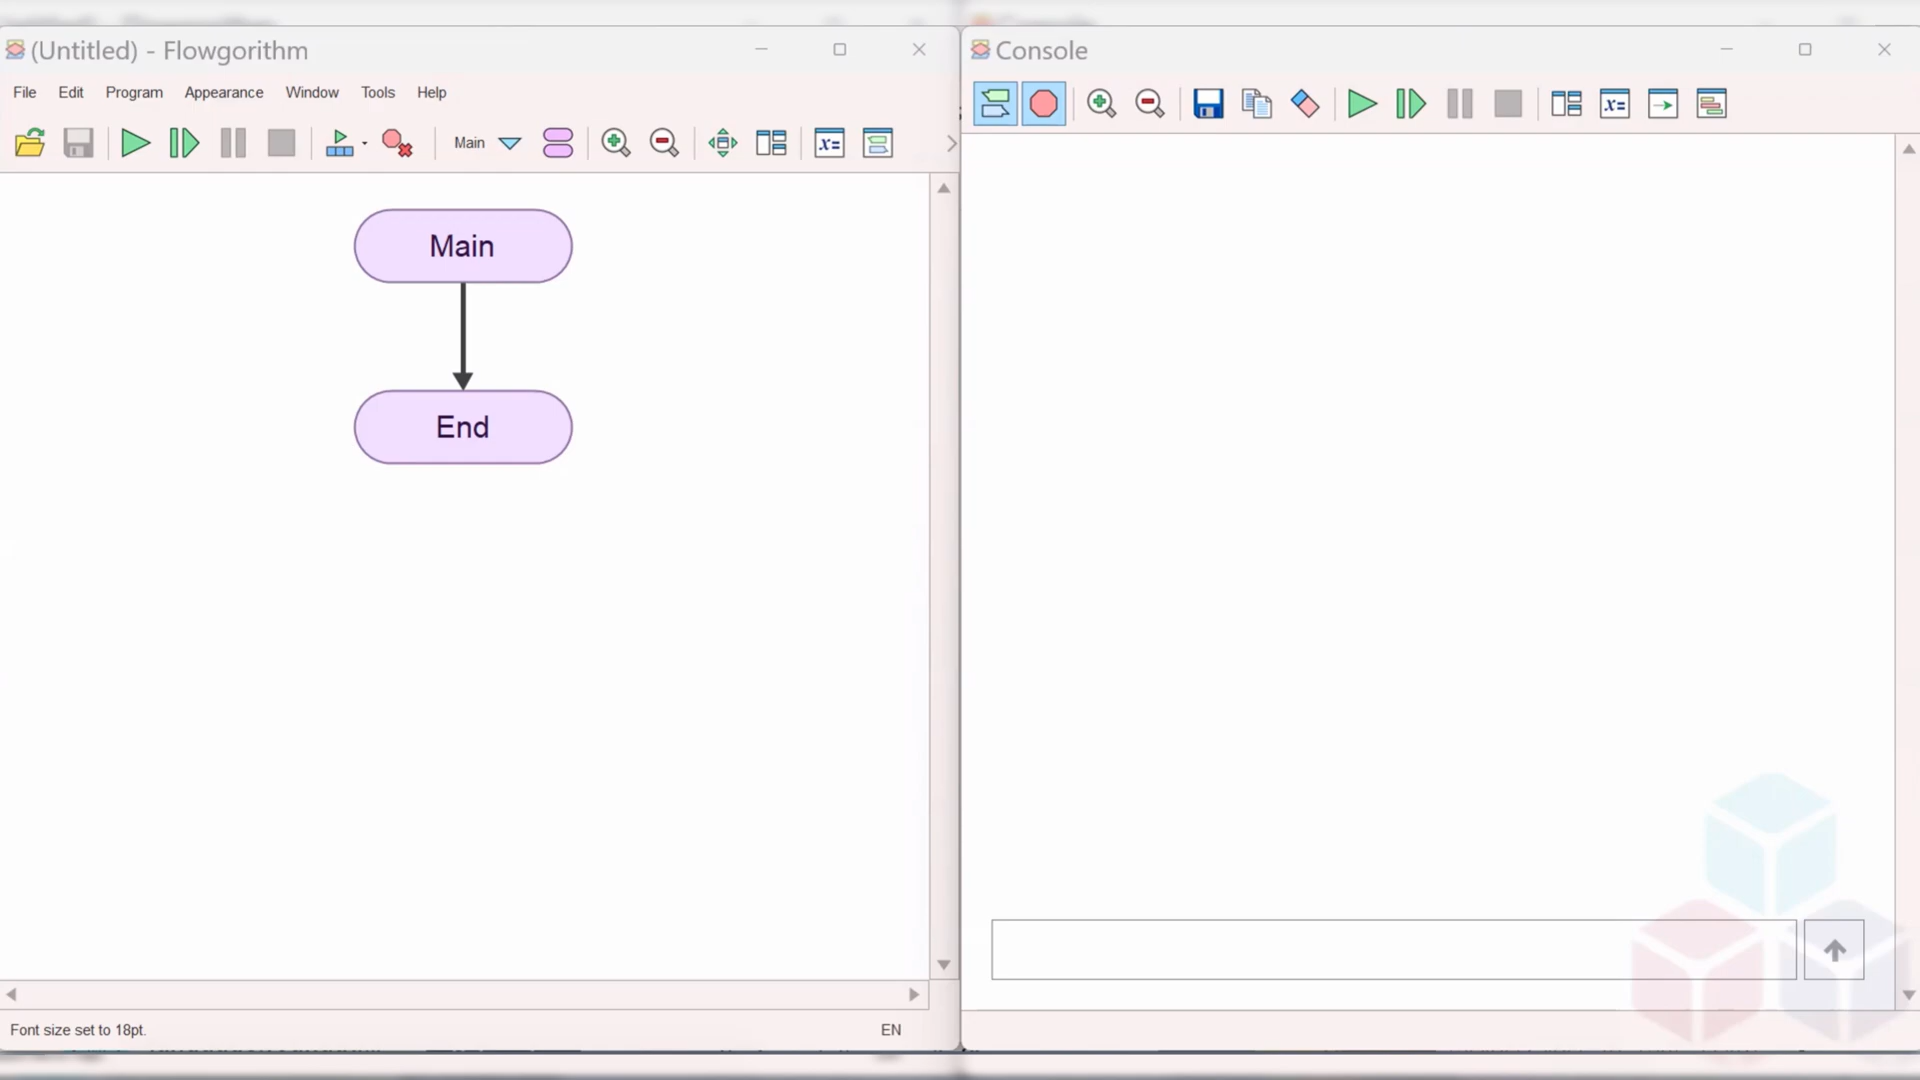 (Untitled) - Flowgorithm
File Edit Program Appearance Window Tools Help
Main
x=
Main
End
Font size set to 18pt.
EN
Console
x=